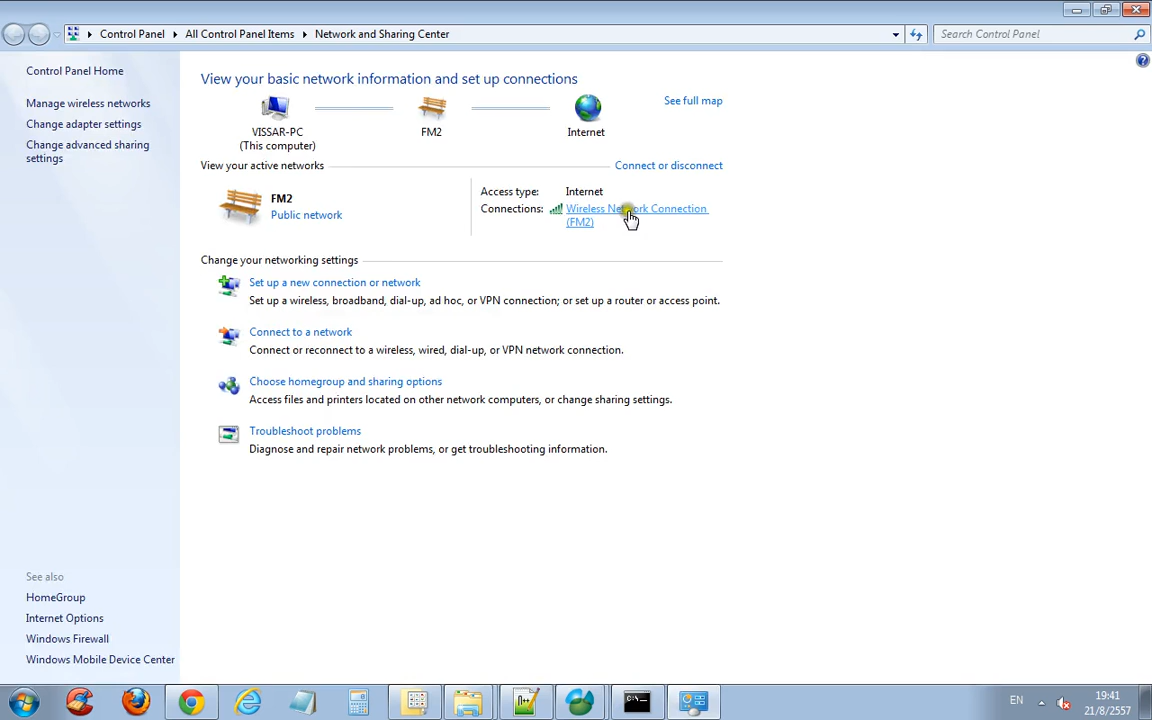 Control Panel
All Control Panel Items
Network and Sharing Center
Search Control Panel
Control Panel Home
Manage wireless networks
Change adapter settings
Change advanced sharing
settings
View your basic network information and set up connections
See full map
VISSAR-PC
(This computer)
FM2
Internet
View your active networks
Connect or disconnect
FM2
Public network
Access type: Internet
Connections: Wireless Network Connection
(FM2)
Change your networking settings
Set up a new connection or network
Set up a wireless, broadband, dial-up, ad hoc, or VPN connection; or set up a router or access point.
Connect to a network
Connect or reconnect to a wireless, wired, dial-up, or VPN network connection.
Choose homegroup and sharing options
Access files and printers located on other network computers, or change sharing settings.
Troubleshoot problems
Diagnose and repair network problems, or get troubleshooting information.
See also
HomeGroup
Internet Options
Windows Firewall
Windows Mobile Device Center
EN
19:41
21/8/2557